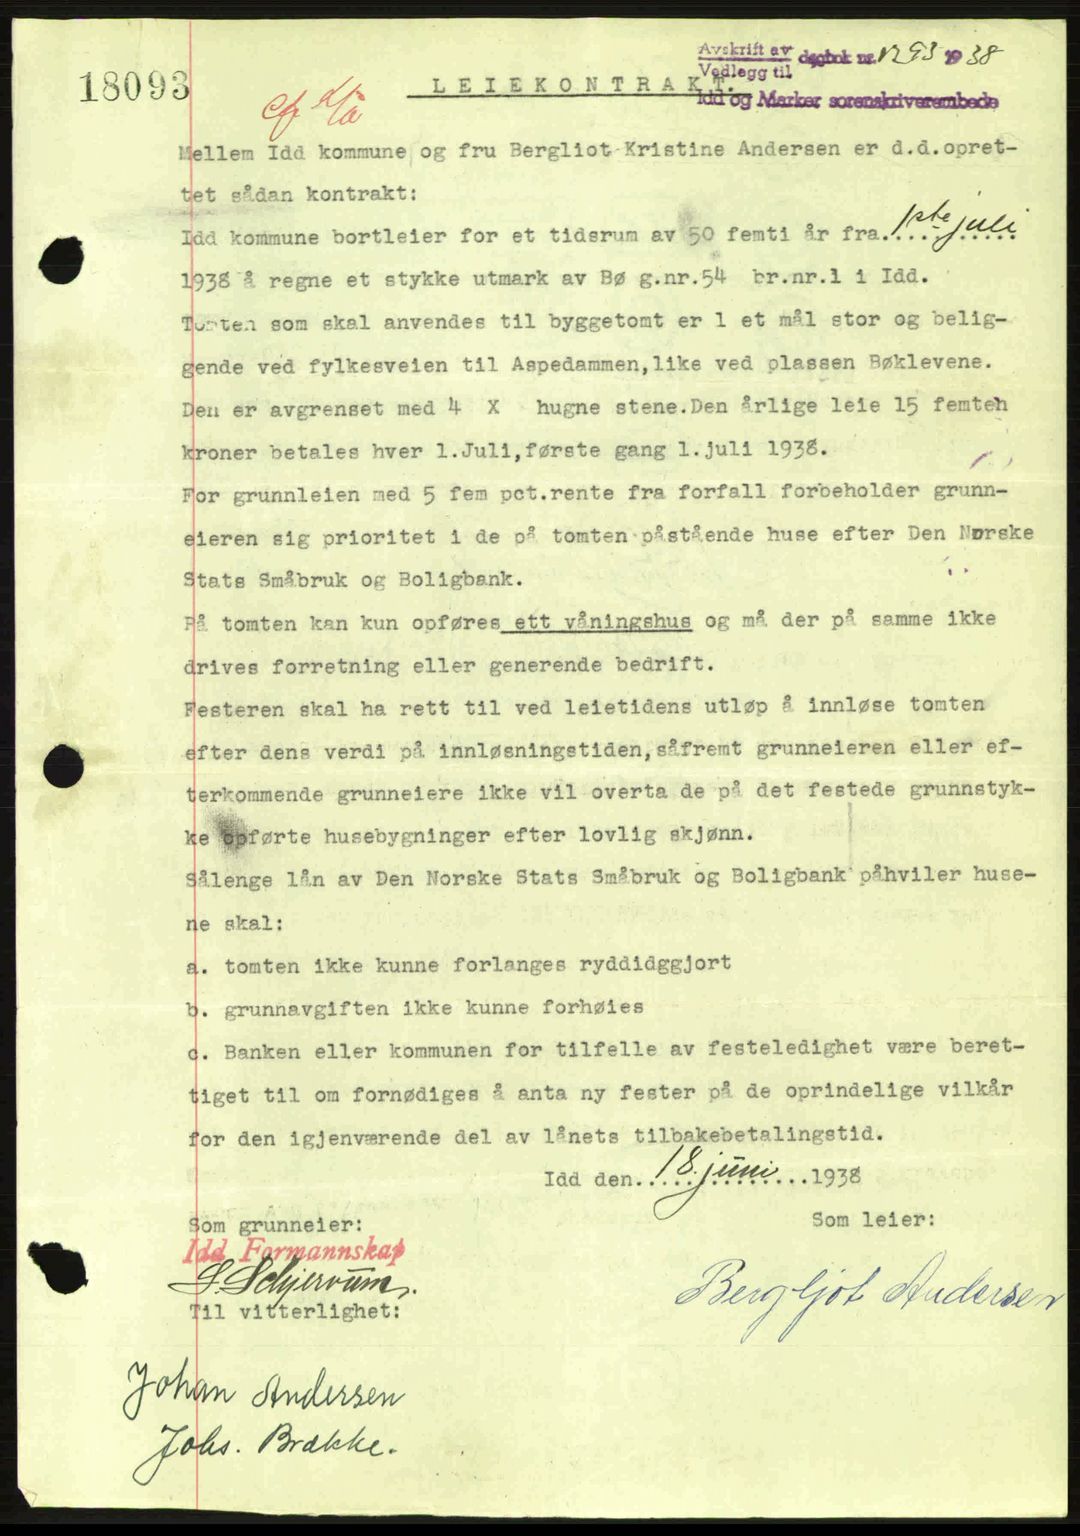 18093
Avskrift av
Vedlegg til dagbok nr. 1293 1938
Idd og Marker sorenskriverembede
LEIEKONTRAKT.
Mellem Idd kommune og fru Bergliot Kristine Andersen er d.d.opret-
tet sådan kontrakt:
Idd kommune bortleier for et tidsrum av 50 femti år fra 1ste juli
1938 å regne et stykke utmark av Bø g.nr.54 br.nr.1 i Idd.
Tomten som skal anvendes til byggetomt er 1 et mål stor og belig-
gende ved fylkesveien til Aspedammen,like ved plassen Bøklevene.
Den er avgrenset med 4 X hugne stene.Den årlige leie 15 femten
kroner betales hver 1.Juli,første gang 1.juli 1938.
For grunnleien med 5 fem pct.rente fra forfall forbeholder grunn-
eieren sig prioritet i de på tomten påstående huse efter Den Norske
Stats Småbruk og Boligbank.
På tomten kan kun opføres ett våningshus og må der på samme ikke
drives forretning eller generende bedrift.
Festeren skal ha rett til ved leietidens utløp å innløse tomten
efter dens verdi på innløsningstiden,såfremt grunneieren eller ef-
terkommende grunneiere ikke vil overta de på det festede grunnstyk-
ke opførte husebygninger efter lovlig skjønn.
Sålenge lån av Den Norske Stats Småbruk og Boligbank påhviler huse-
ne skal:
a. tomten ikke kunne forlanges ryddidggjort
b. grunnavgiften ikke kunne forhøies
c. Banken eller kommunen for tilfelle av festeledighet være beret-
tiget til om fornødiges å anta ny fester på de oprindelige vilkår
for den igjenværende del av lånets tilbakebetalingstid.
Idd den 18. juni 1938
Som grunneier: Som leier:
Idd Formannskap
S. Schjervum. Bergljot Andersen
Til vitterlighet:
Johan Andersen
Johs. Brække.